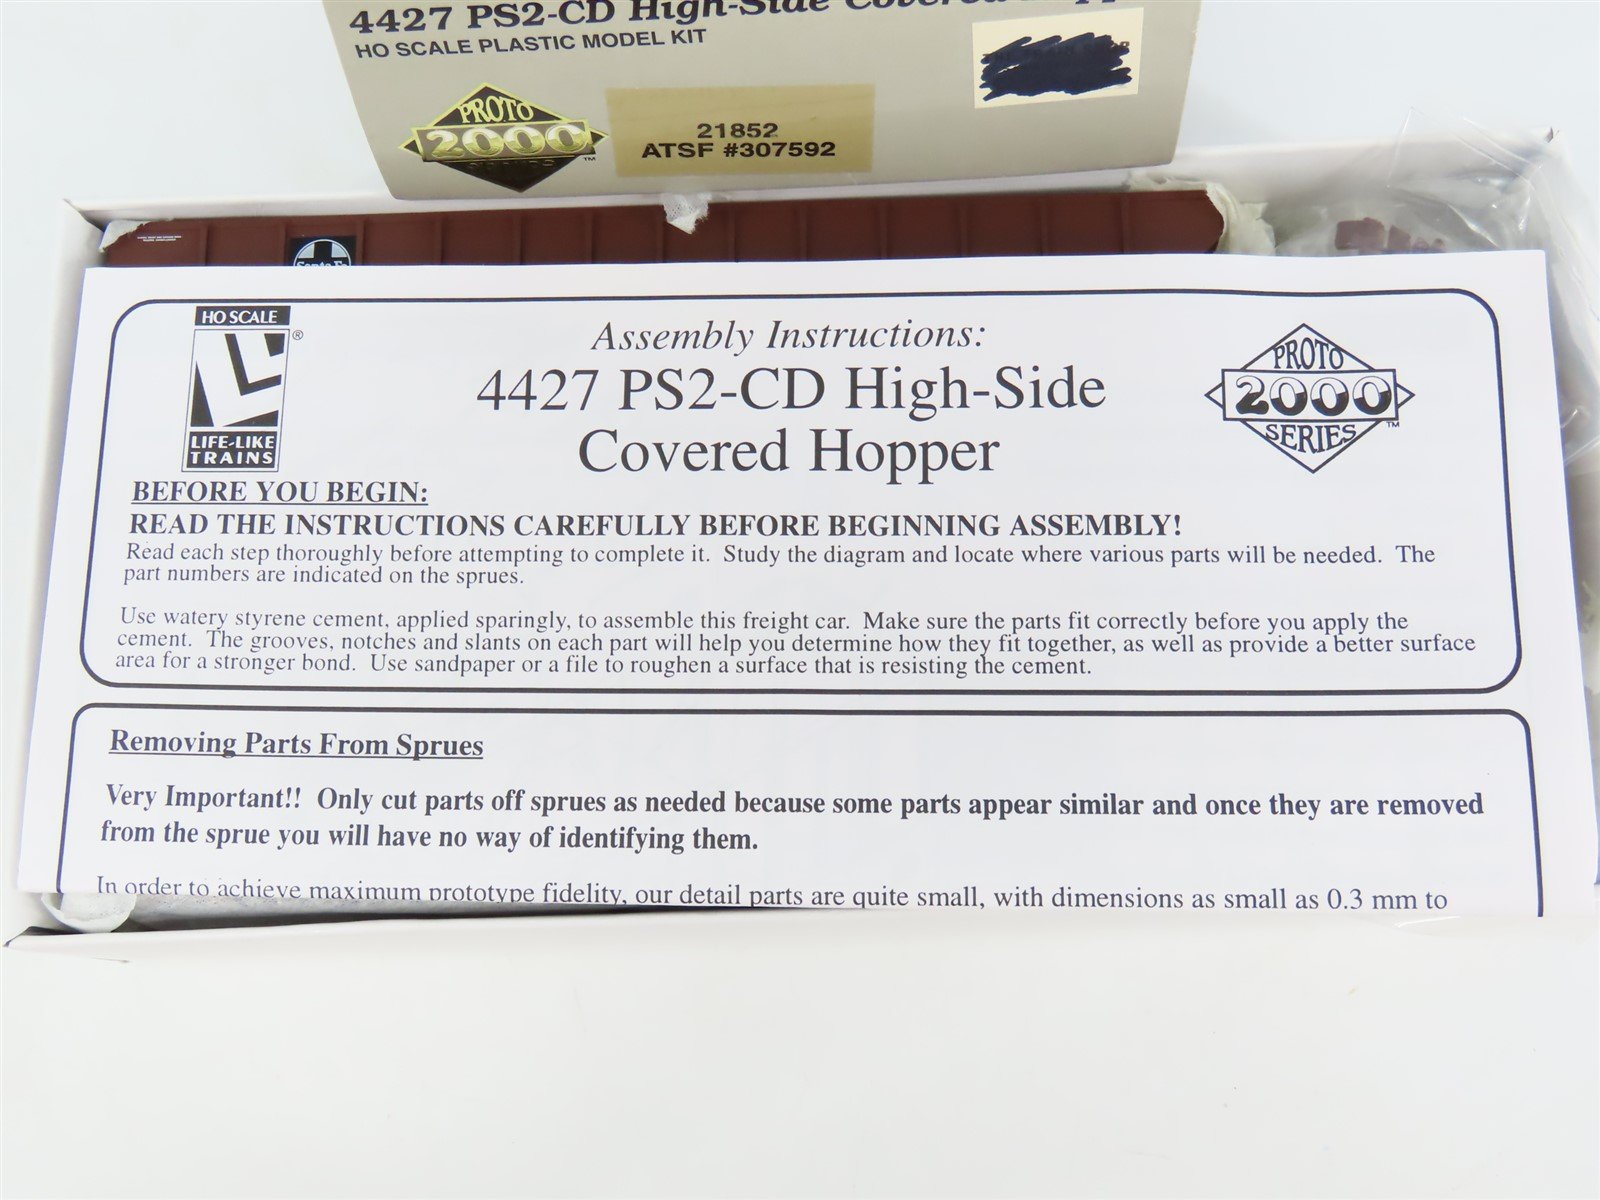 4427 PS2-CD High-Side Covered
HO SCALE PLASTIC MODEL KIT
PROTO
2000
SERIES
™
21852
ATSF #307592
Santa Fe
HO SCALE
®
LIFE-LIKE
TRAINS
Assembly Instructions:
4427 PS2-CD High-Side
Covered Hopper
PROTO
2000
SERIES
™
BEFORE YOU BEGIN:
READ THE INSTRUCTIONS CAREFULLY BEFORE BEGINNING ASSEMBLY!
Read each step thoroughly before attempting to complete it. Study the diagram and locate where various parts will be needed. The
part numbers are indicated on the sprues.
Use watery styrene cement, applied sparingly, to assemble this freight car. Make sure the parts fit correctly before you apply the
cement. The grooves, notches and slants on each part will help you determine how they fit together, as well as provide a better surface
area for a stronger bond. Use sandpaper or a file to roughen a surface that is resisting the cement.
Removing Parts From Sprues
Very Important!! Only cut parts off sprues as needed because some parts appear similar and once they are removed
from the sprue you will have no way of identifying them.
In order to achieve maximum prototype fidelity, our detail parts are quite small, with dimensions as small as 0.3 mm to